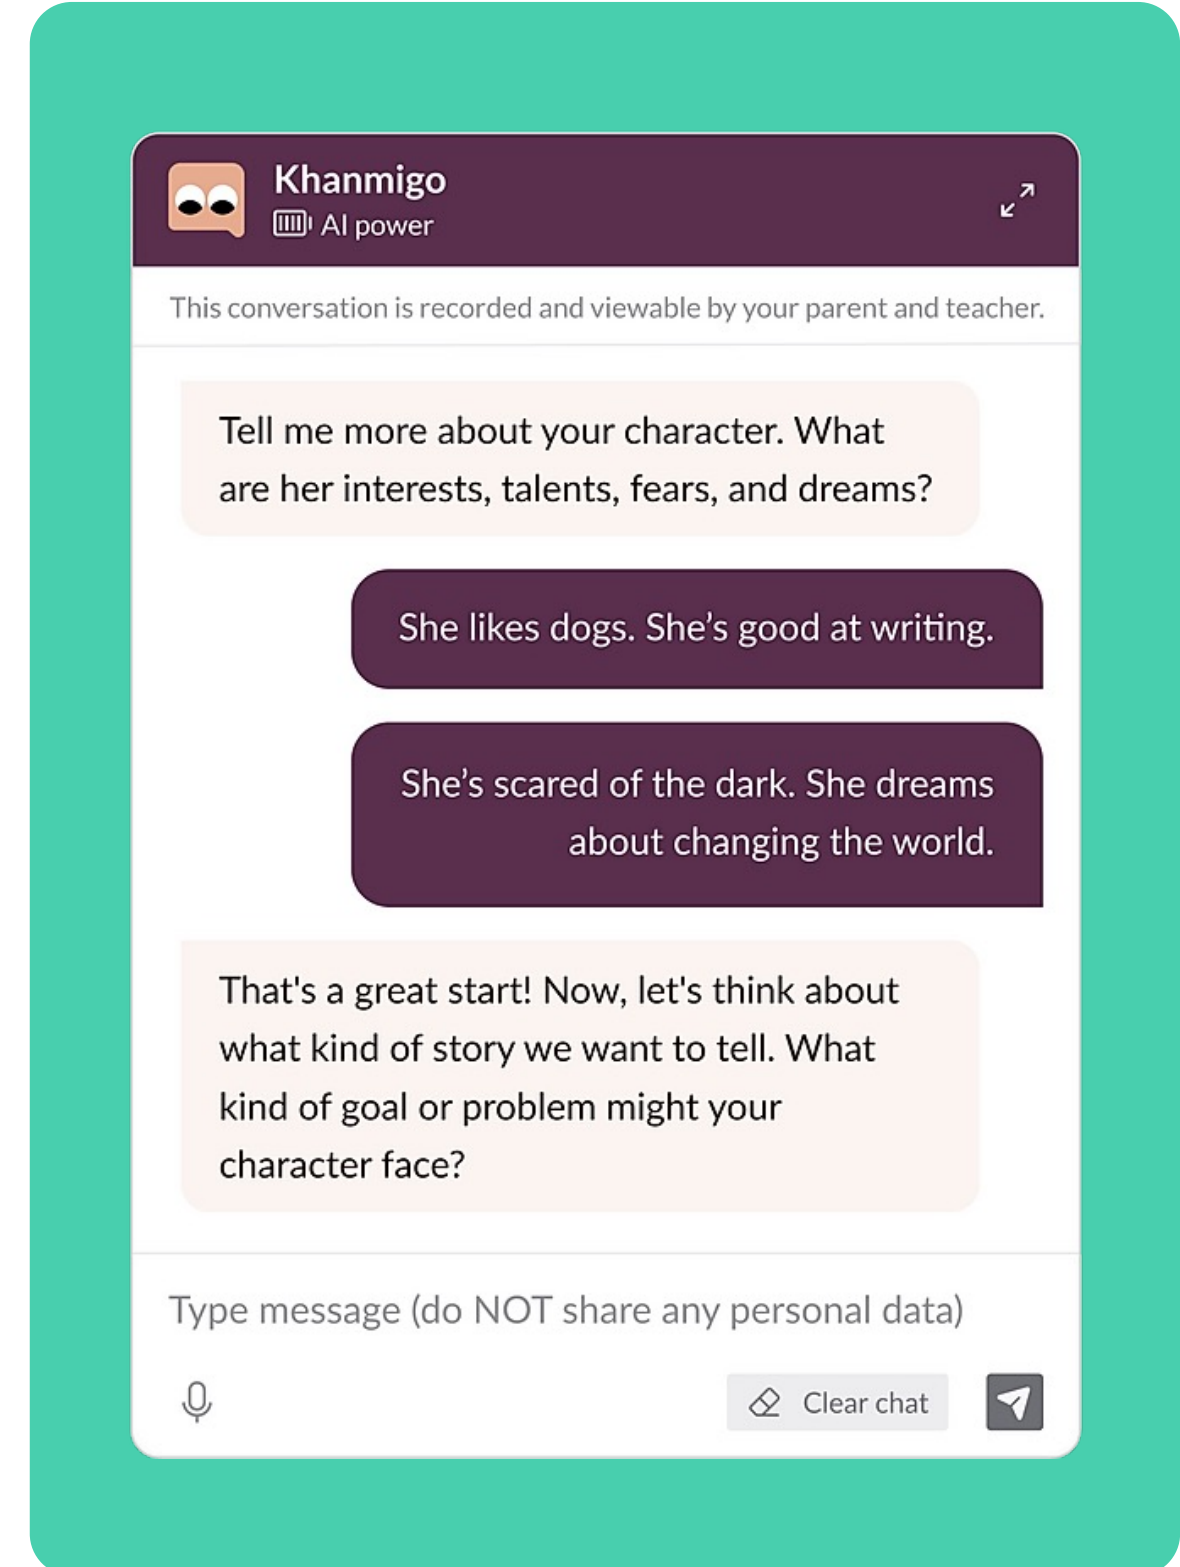 Khanmigo
AI power
This conversation is recorded and viewable by your parent and teacher.
Tell me more about your character. What
are her interests, talents, fears, and dreams?
She likes dogs. She’s good at writing.
She’s scared of the dark. She dreams
about changing the world.
That's a great start! Now, let's think about
what kind of story we want to tell. What
kind of goal or problem might your
character face?
Type message (do NOT share any personal data)
Clear chat